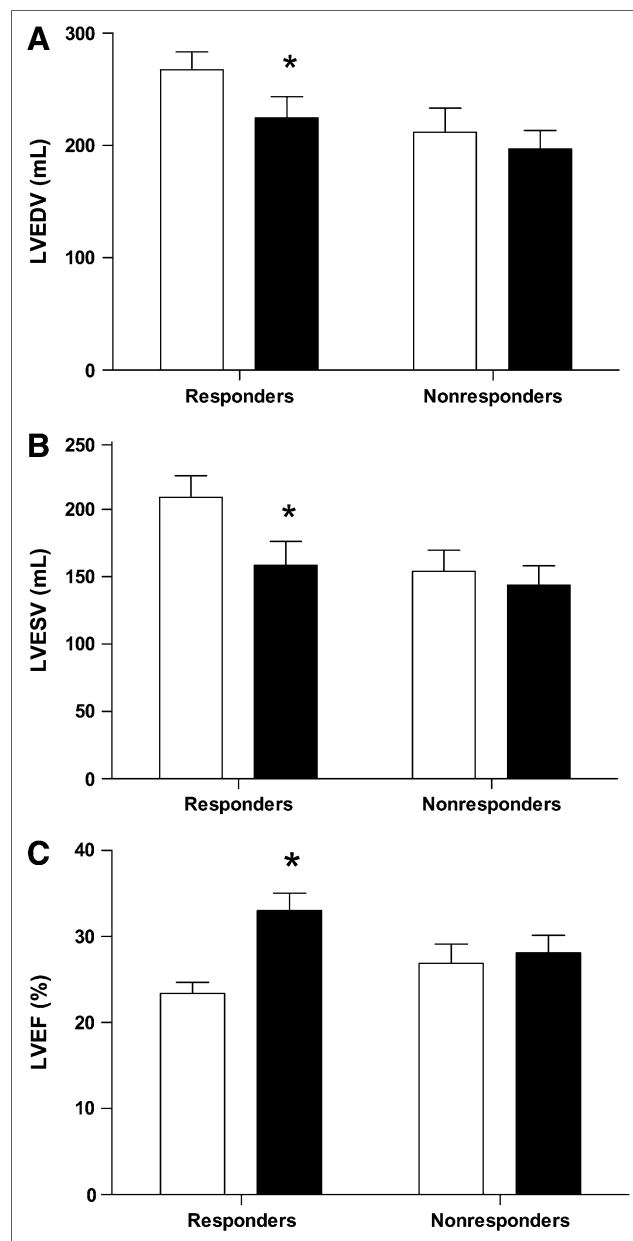 A
LVEDV (mL)
300
200
100
0
*
Responders
Nonresponders
B
LVESV (mL)
250
200
150
100
50
0
*
Responders
Nonresponders
C
LVEF (%)
40
30
20
10
0
*
Responders
Nonresponders